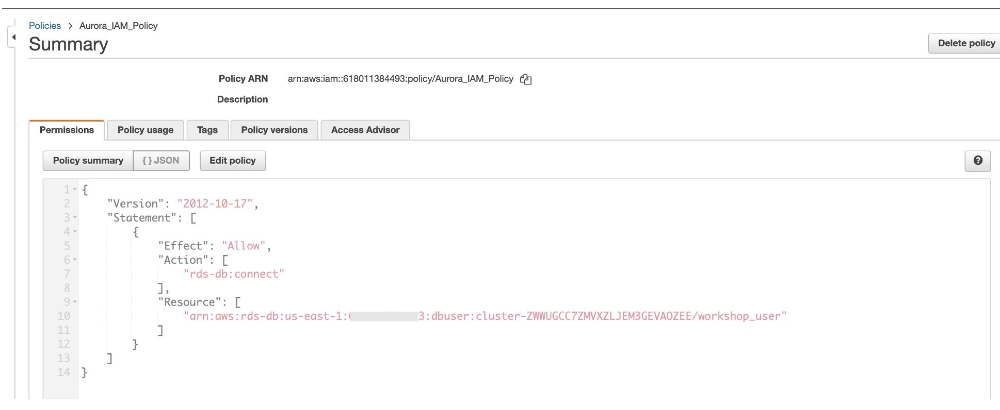 Policies > Aurora_IAM_Policy
Summary
Delete policy
Policy ARN arn:aws:iam::618011384493:policy/Aurora_IAM_Policy
Description
Permissions Policy usage Tags Policy versions Access Advisor
Policy summary { } JSON Edit policy ?
1 {
2 "Version": "2012-10-17",
3 "Statement": [
4 {
5 "Effect": "Allow",
6 "Action": [
7 "rds-db:connect"
8 ],
9 "Resource": [
10 "arn:aws:rds-db:us-east-1: 3:dbuser:cluster-ZWWUGCC7ZMVXZLJEM3GEVAOZEE/workshop_user"
11 ]
12 }
13 ]
14 }